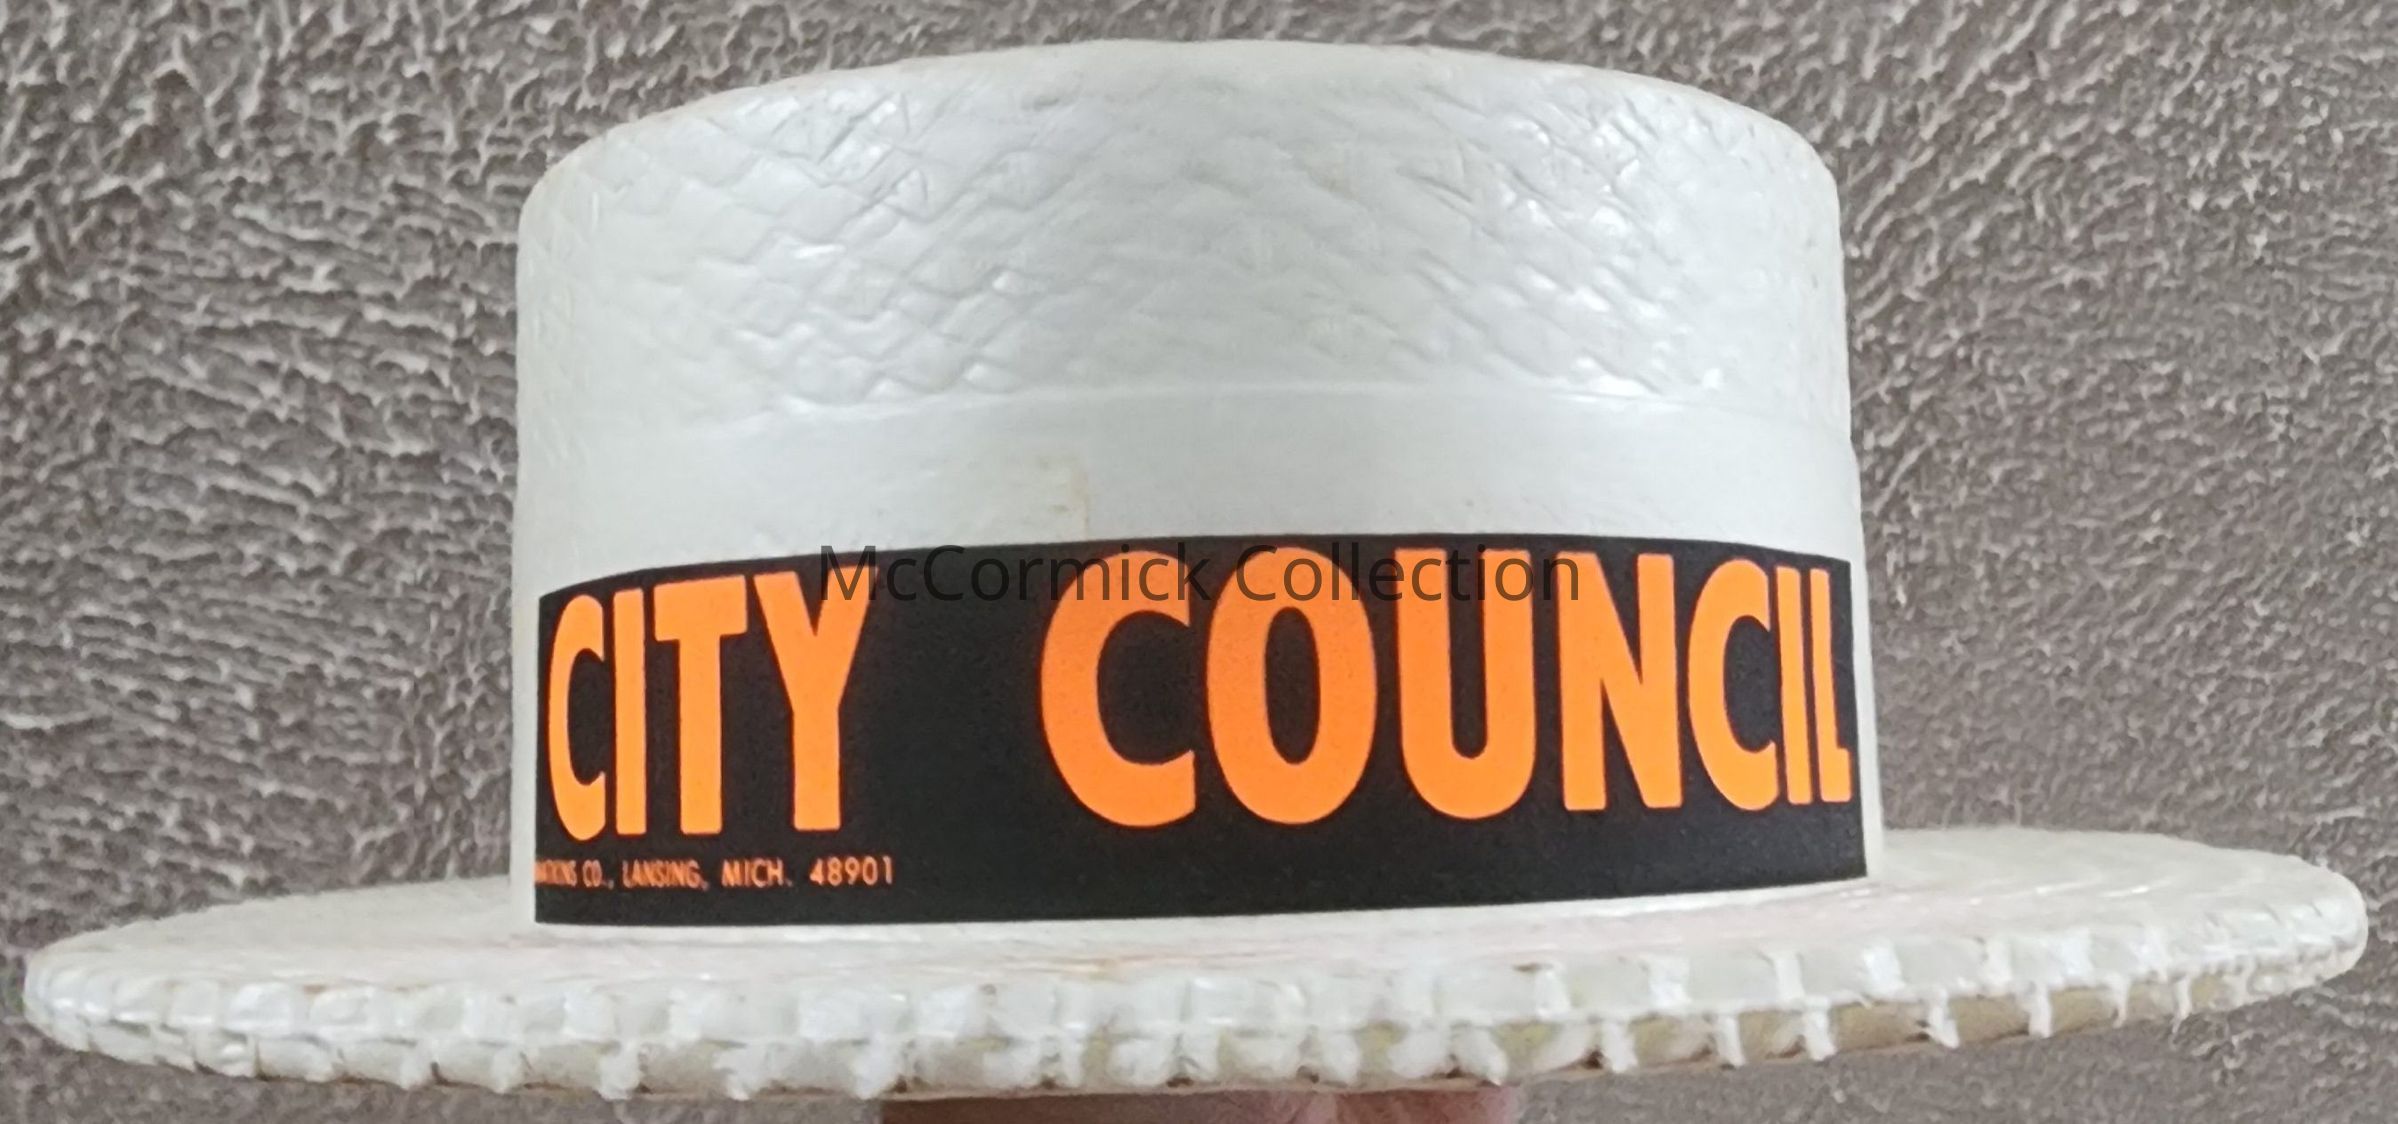 McCormick Collection
CITY COUNCIL
CO., LANSING, MICH. 48901